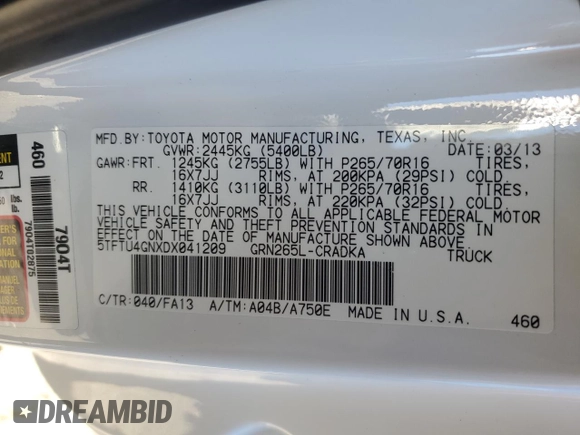 MFD.BY:TOYOTA MOTOR MANUFACTURING, TEXAS, INC.
GVWR:2445KG (5400LB) DATE:03/13
GAWR:FRT. 1245KG (2755LB) WITH P265/70R16 TIRES,
16X7JJ RIMS, AT 200KPA (29PSI) COLD
RR. 1410KG (3110LB) WITH P265/70R16 TIRES,
16X7JJ RIMS, AT 220KPA (32PSI) COLD
THIS VEHICLE CONFORMS TO ALL APPLICABLE FEDERAL MOTOR
VEHICLE SAFETY AND THEFT PREVENTION STANDARDS IN
EFFECT ON THE DATE OF MANUFACTURE SHOWN ABOVE.
5TFTU4GNXDX041209 GRN265L-CRADKA TRUCK
C/TR:040/FA13 A/TM:A04B/A750E MADE IN U.S.A. 460
460 7904T
7904T02875
lbs.
lb.
DREAMBID